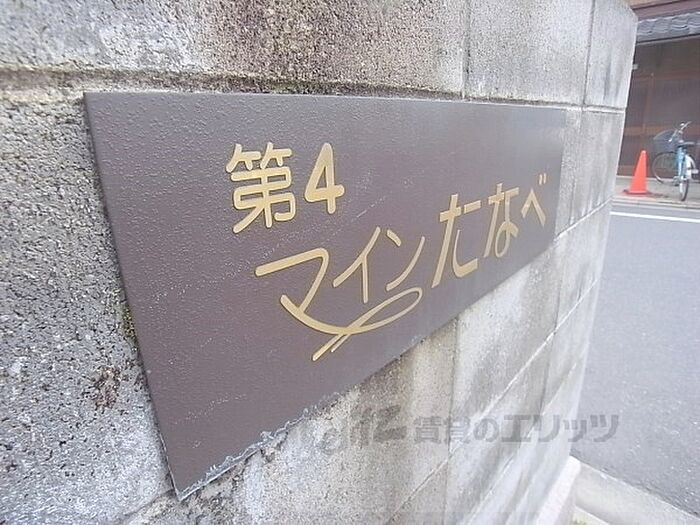 第4
マインたなべ
賃貸のエリッツ